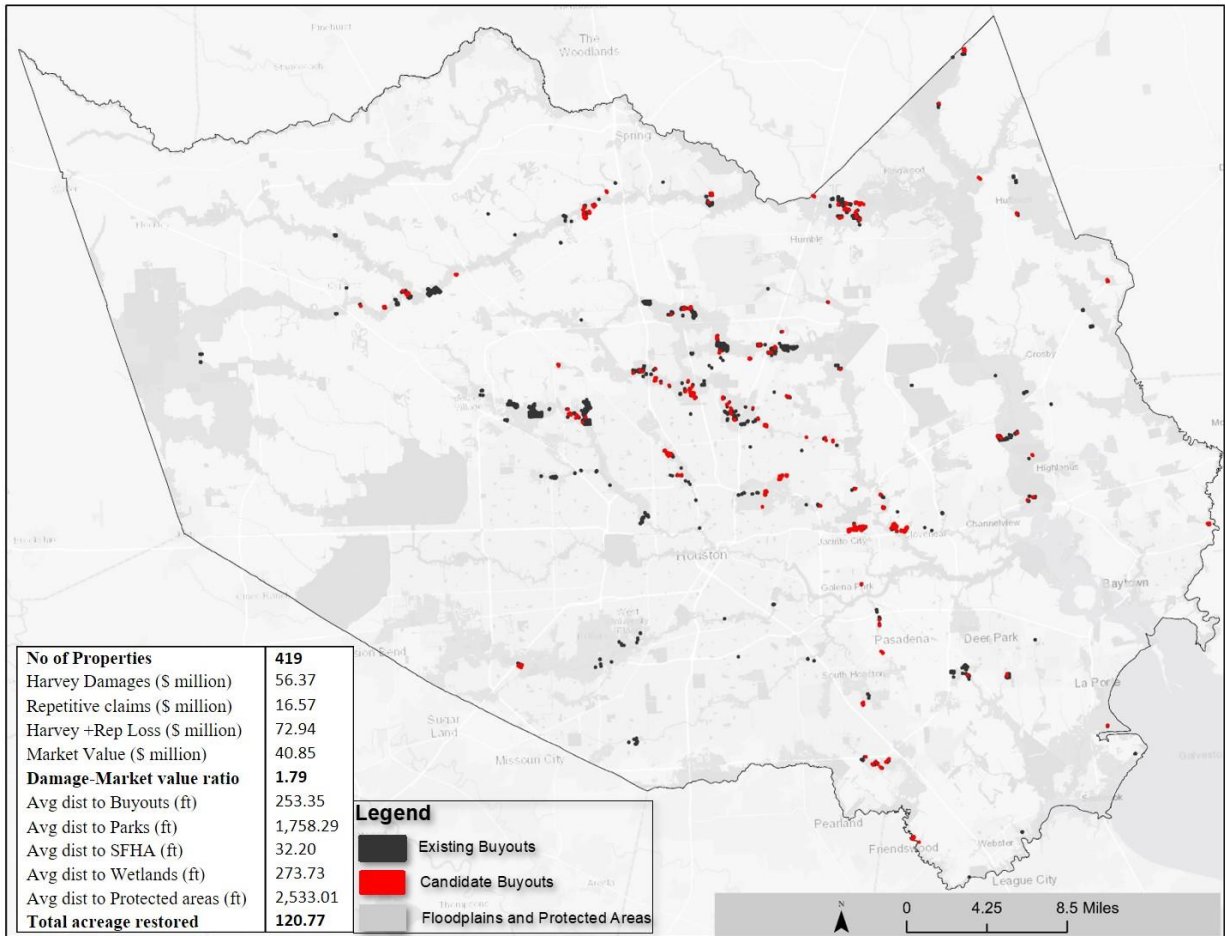 The
Woodlands
Spring
Kingwood
Humble
Crosby
Village
Highlands
Channelview
Jacinto City
Houston
Baytown
Galena Park
West
Pasadena
Deer Park
South Houston
La Porte
Sugar
Land
Missouri City
Pearland
Friendswood
Webster
League City
No of Properties 419
Harvey Damages ($ million) 56.37
Repetitive claims ($ million) 16.57
Harvey +Rep Loss ($ million) 72.94
Market Value ($ million) 40.85
Damage-Market value ratio 1.79
Avg dist to Buyouts (ft) 253.35
Avg dist to Parks (ft) 1,758.29
Avg dist to SFHA (ft) 32.20
Avg dist to Wetlands (ft) 273.73
Avg dist to Protected areas (ft) 2,533.01
Total acreage restored 120.77
Legend
Existing Buyouts
Candidate Buyouts
Floodplains and Protected Areas
N
0 4.25 8.5 Miles